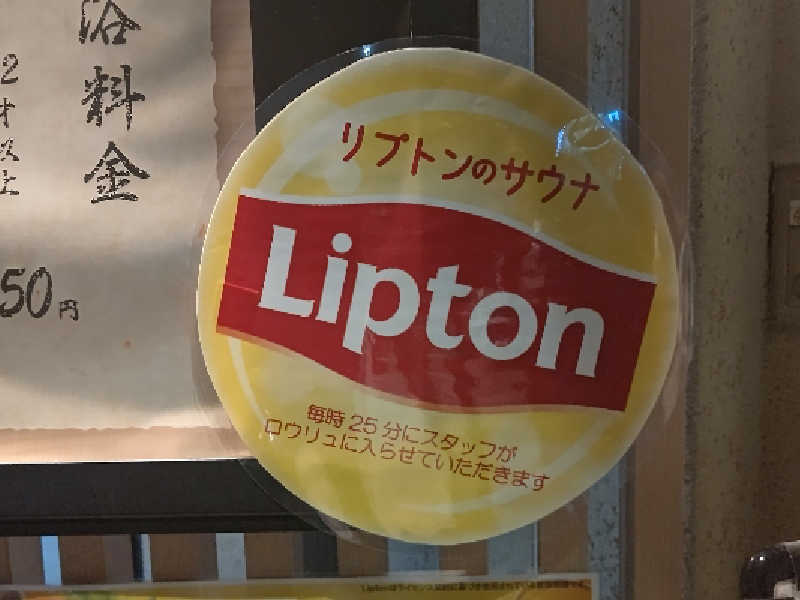 浴料金
2才以上
50円
リプトンのサウナ
Lipton
毎時 25 分にスタッフが
ロウリュに入らせていただきます